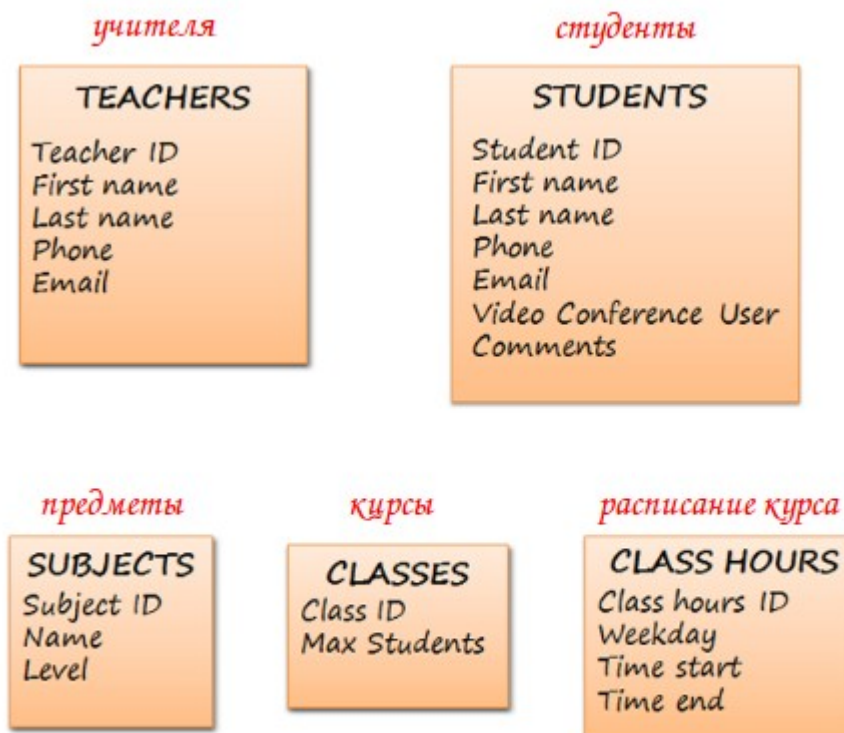 учителя
TEACHERS
Teacher ID
First name
Last name
Phone
Email
студенты
STUDENTS
Student ID
First name
Last name
Phone
Email
Video Conference User
Comments
предметы
SUBJECTS
Subject ID
Name
Level
курсы
CLASSES
Class ID
Max Students
расписание курса
CLASS HOURS
Class hours ID
Weekday
Time start
Time end